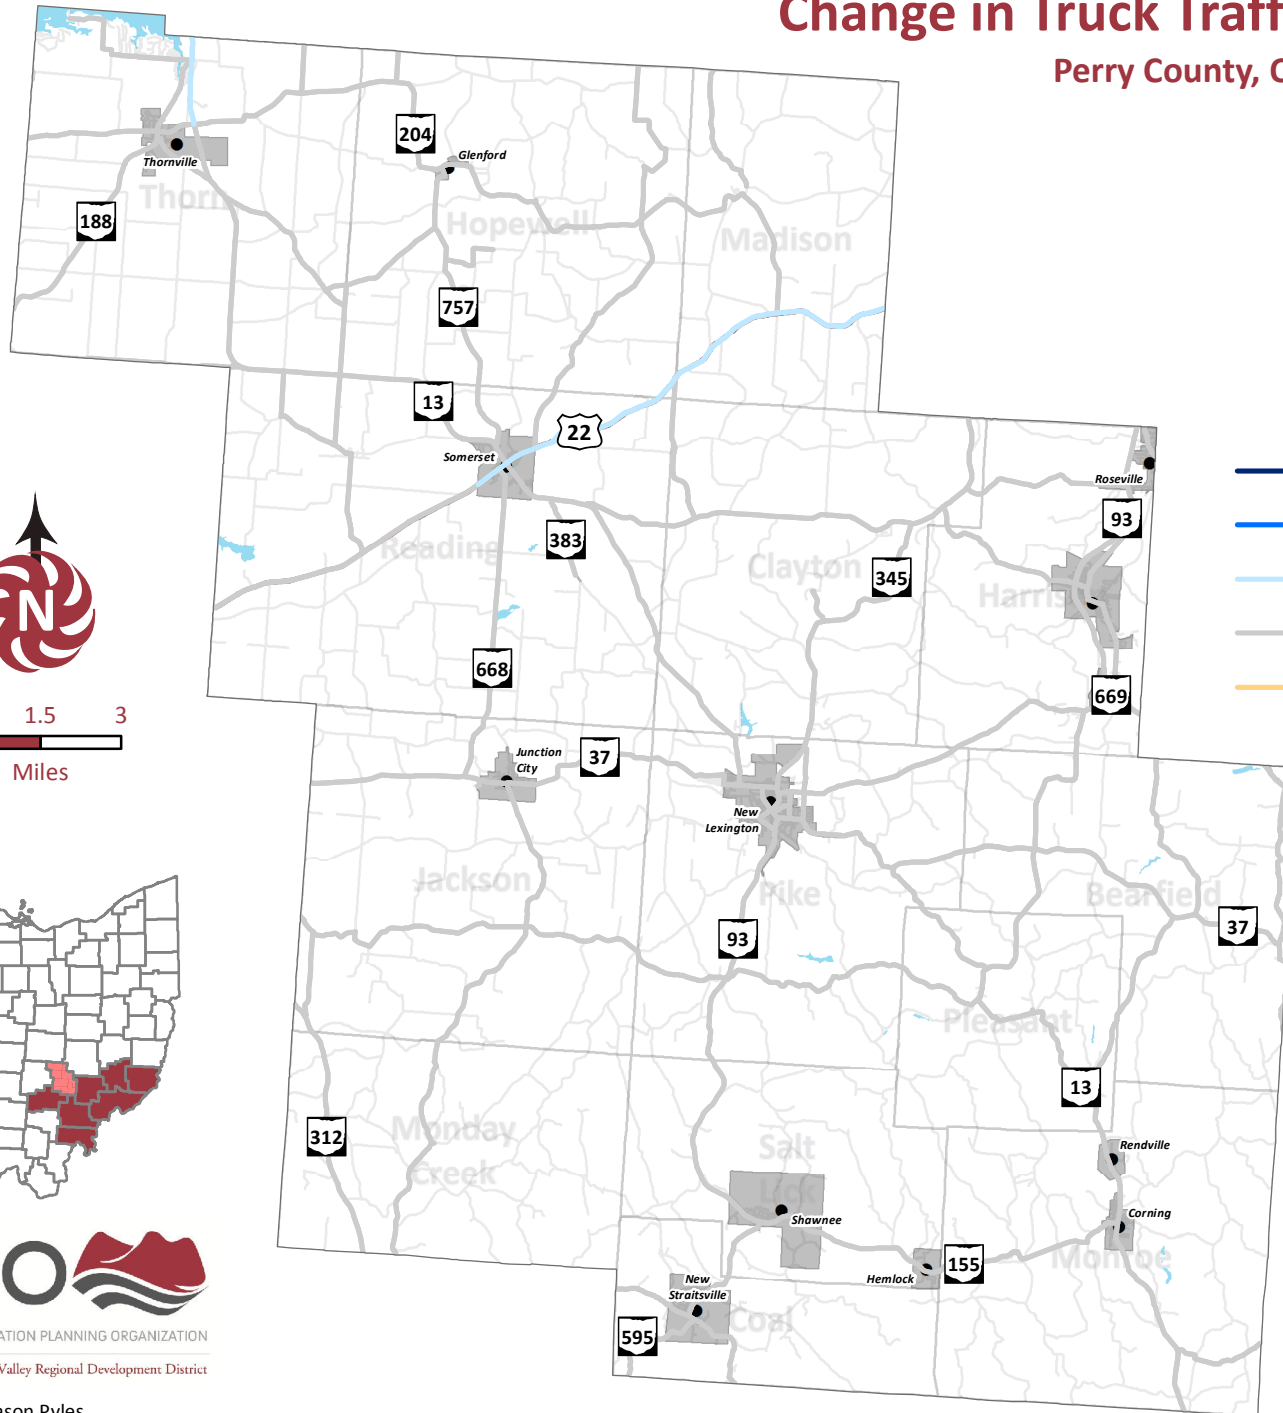 Change in Truck Traff
Perry County, O
204
Glenford
Thornville
Thorn
188
Hopewell
Madison
757
13
22
Somerset
Roseville
93
383
Reading
Clayton
345
Harris
N
668
669
1.5 3
Miles
Junction
City
37
New
Lexington
Jackson
Pike
Bearfield
37
93
Pleasant
13
312
Monday
Creek
Salt
Lick
Rendville
Shawnee
Corning
Monroe
Hemlock
155
New
Straitsville
Coal
595
O
ATION PLANNING ORGANIZATION
Valley Regional Development District
ason Pyles